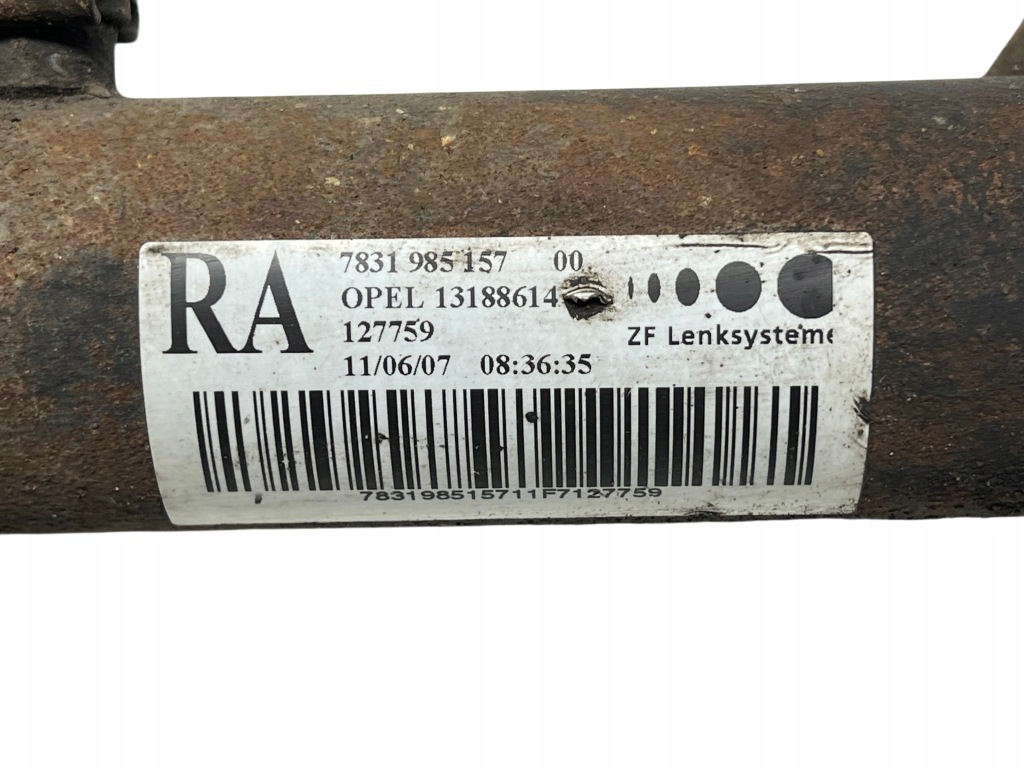 RA
7831 985 157 00
OPEL 13188614
127759
11/06/07 08:36:35
ZF Lenksysteme
783198515711F7127759